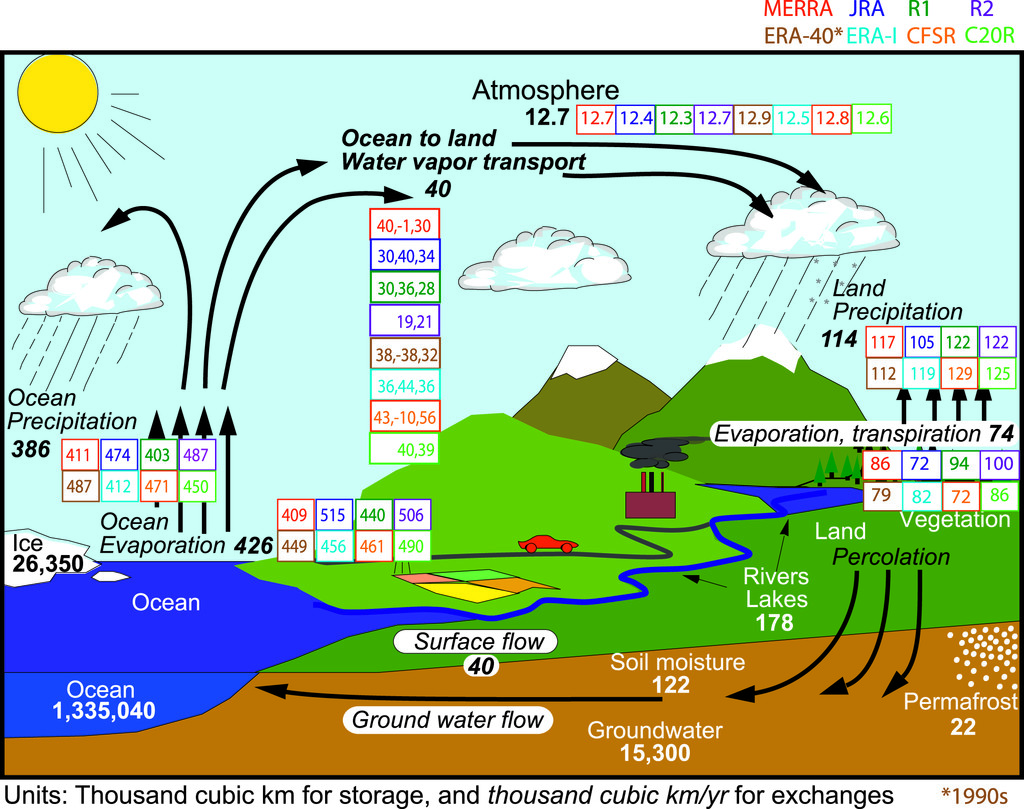 MERRA JRA R1 R2
ERA-40* ERA-I CFSR C20R
Atmosphere
12.7 12.7 12.4 12.3 12.7 12.9 12.5 12.8 12.6
Ocean to land
Water vapor transport
40
40,-1,30
30,40,34
30,36,28
19,21
38,-38,32
36,44,36
43,-10,56
40,39
Land
Precipitation
114
117 105 122 122
112 119 129 125
Ocean
Precipitation
386
411 474 403 487
487 412 471 450
Evaporation, transpiration 74
86 72 94 100
79 82 72 86
Ocean
Evaporation 426
409 515 440 506
449 456 461 490
Ice
26,350
Ocean
Land
Vegetation
Percolation
Rivers
Lakes
178
Surface flow
40
Soil moisture
122
Ocean
1,335,040
Ground water flow
Groundwater
15,300
Permafrost
22
Units: Thousand cubic km for storage, and thousand cubic km/yr for exchanges *1990s